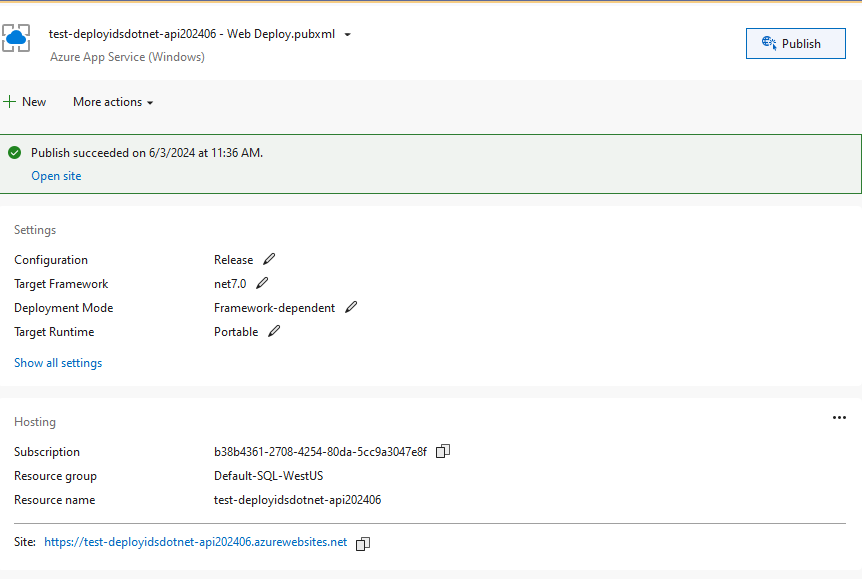 test-deployidsdotnet-api202406 - Web Deploy.pubxml
Azure App Service (Windows)
Publish
New
More actions
Publish succeeded on 6/3/2024 at 11:36 AM.
Open site
Settings
Configuration Release
Target Framework net7.0
Deployment Mode Framework-dependent
Target Runtime Portable
Show all settings
Hosting
Subscription b38b4361-2708-4254-80da-5cc9a3047e8f
Resource group Default-SQL-WestUS
Resource name test-deployidsdotnet-api202406
Site: https://test-deployidsdotnet-api202406.azurewebsites.net